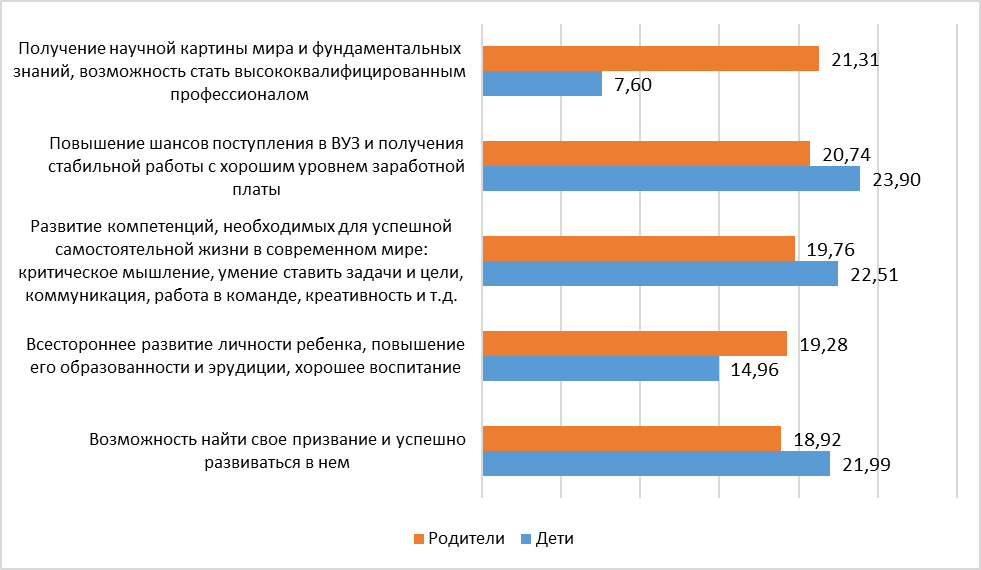 Получение научной картины мира и фундаментальных
знаний, возможность стать высококвалифицированным
профессионалом
21,31
7,60
Повышение шансов поступления в ВУЗ и получения
стабильной работы с хорошим уровнем заработной
платы
20,74
23,90
Развитие компетенций, необходимых для успешной
самостоятельной жизни в современном мире:
критическое мышление, умение ставить задачи и цели,
коммуникация, работа в команде, креативность и т.д.
19,76
22,51
Всестороннее развитие личности ребенка, повышение
его образованности и эрудиции, хорошее воспитание
19,28
14,96
Возможность найти свое призвание и успешно
развиваться в нем
18,92
21,99
Родители Дети